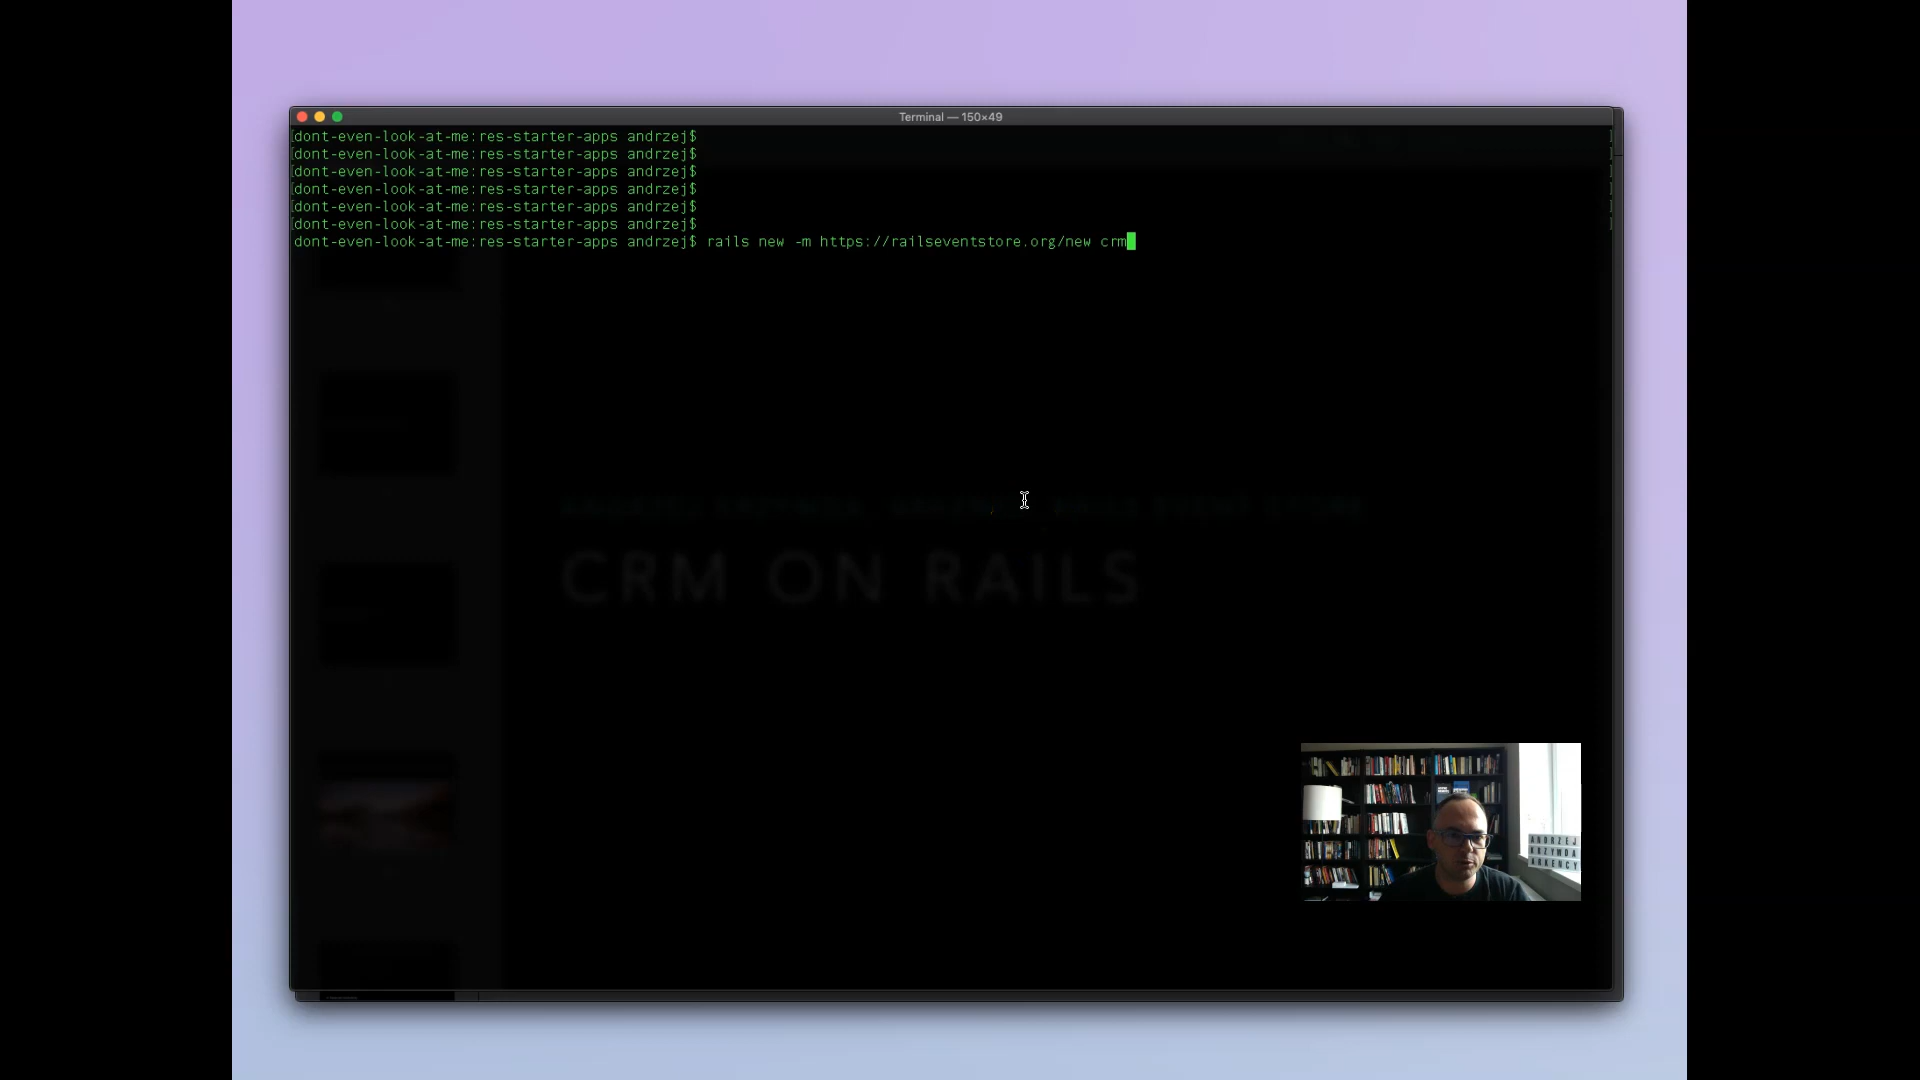 Terminal — 150×49
[dont-even-look-at-me:res-starter-apps andrzej$ ]
[dont-even-look-at-me:res-starter-apps andrzej$ ]
[dont-even-look-at-me:res-starter-apps andrzej$ ]
[dont-even-look-at-me:res-starter-apps andrzej$ ]
[dont-even-look-at-me:res-starter-apps andrzej$ ]
[dont-even-look-at-me:res-starter-apps andrzej$ ]
dont-even-look-at-me:res-starter-apps andrzej$ rails new -m https://railseventstore.org/new crm
CRM ON RAILS
ANDRZEJ
KRZYWDA
ARKENCY